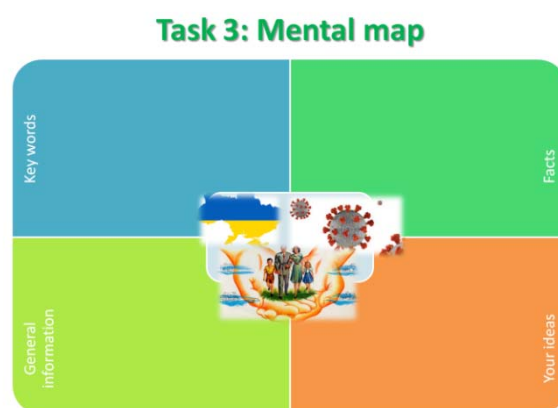 Task 3: Mental map
Key words
Facts
General
information
Your ideas